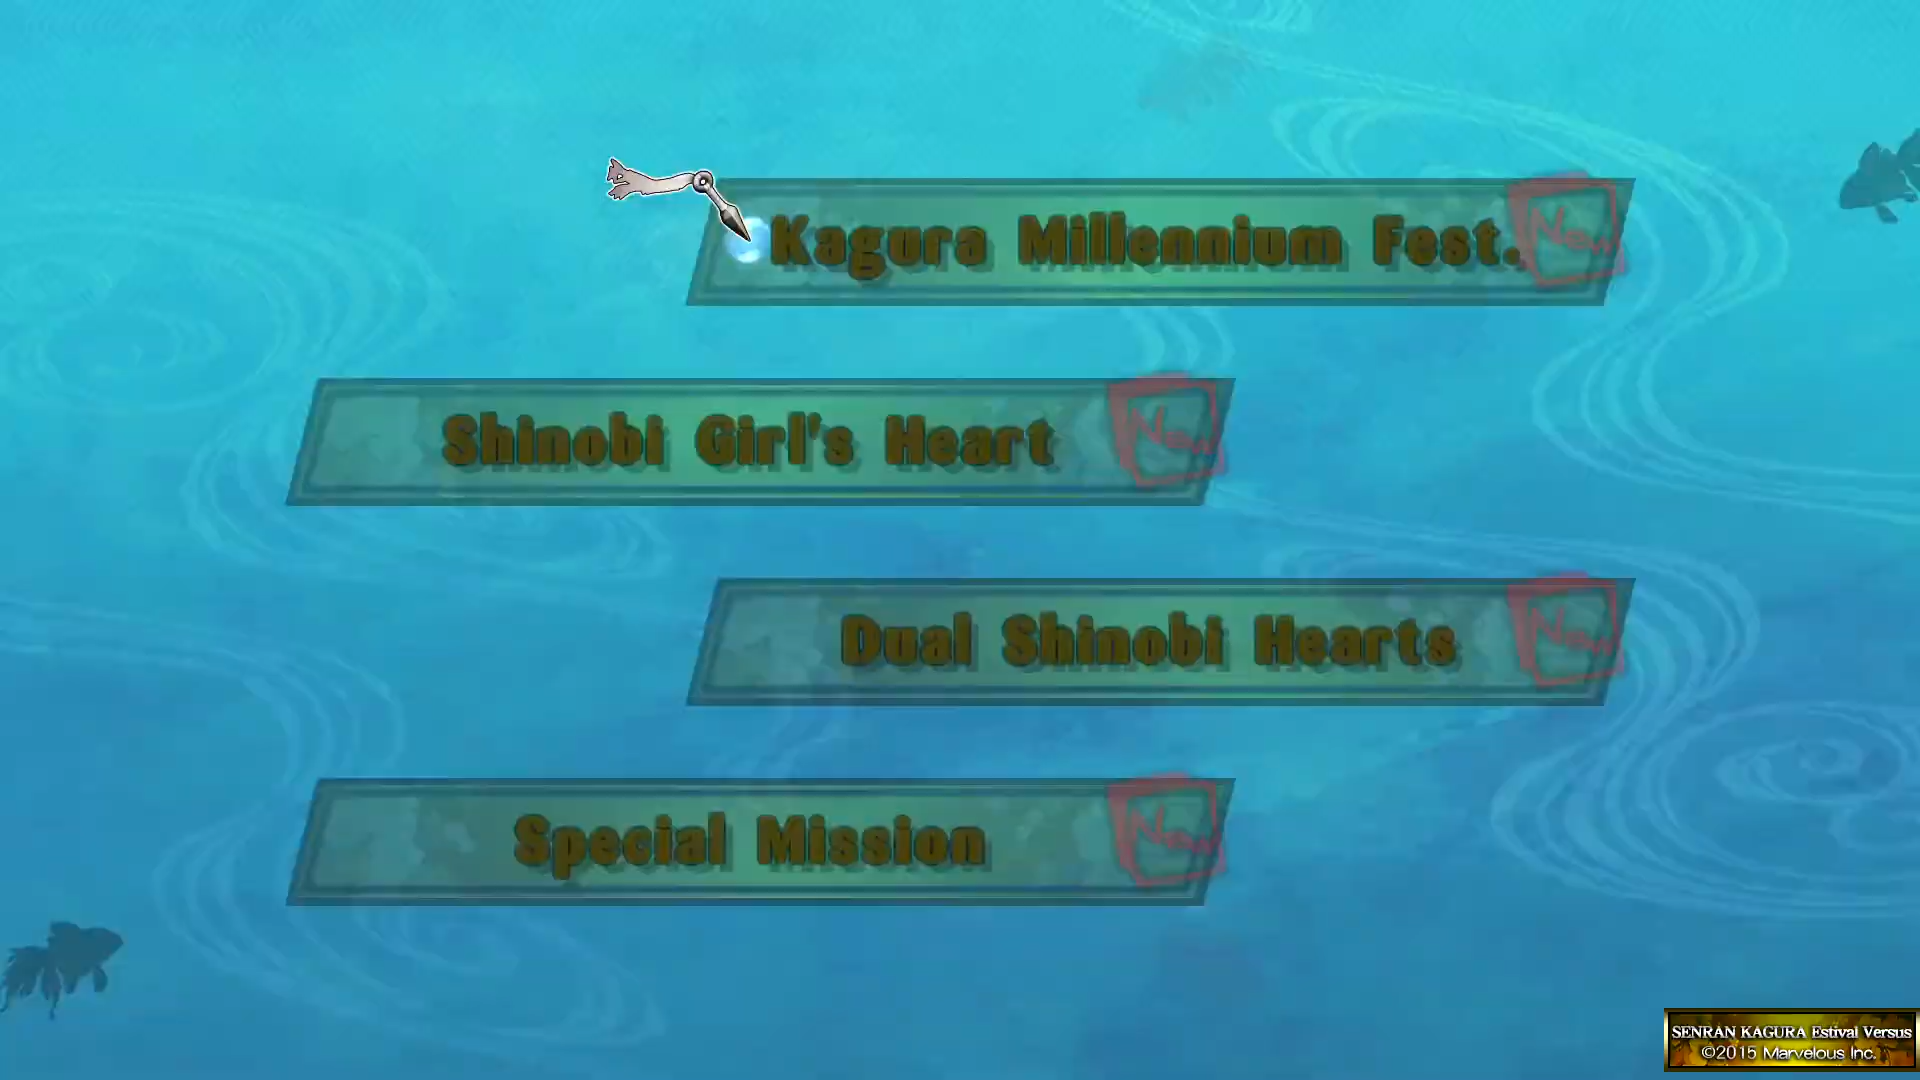 Kagura Millennium Fest.
New
Shinobi Girl's Heart
New
Dual Shinobi Hearts
New
Special Mission
New
SENRAN KAGURA Estival Versus
©2015 Marvelous Inc.